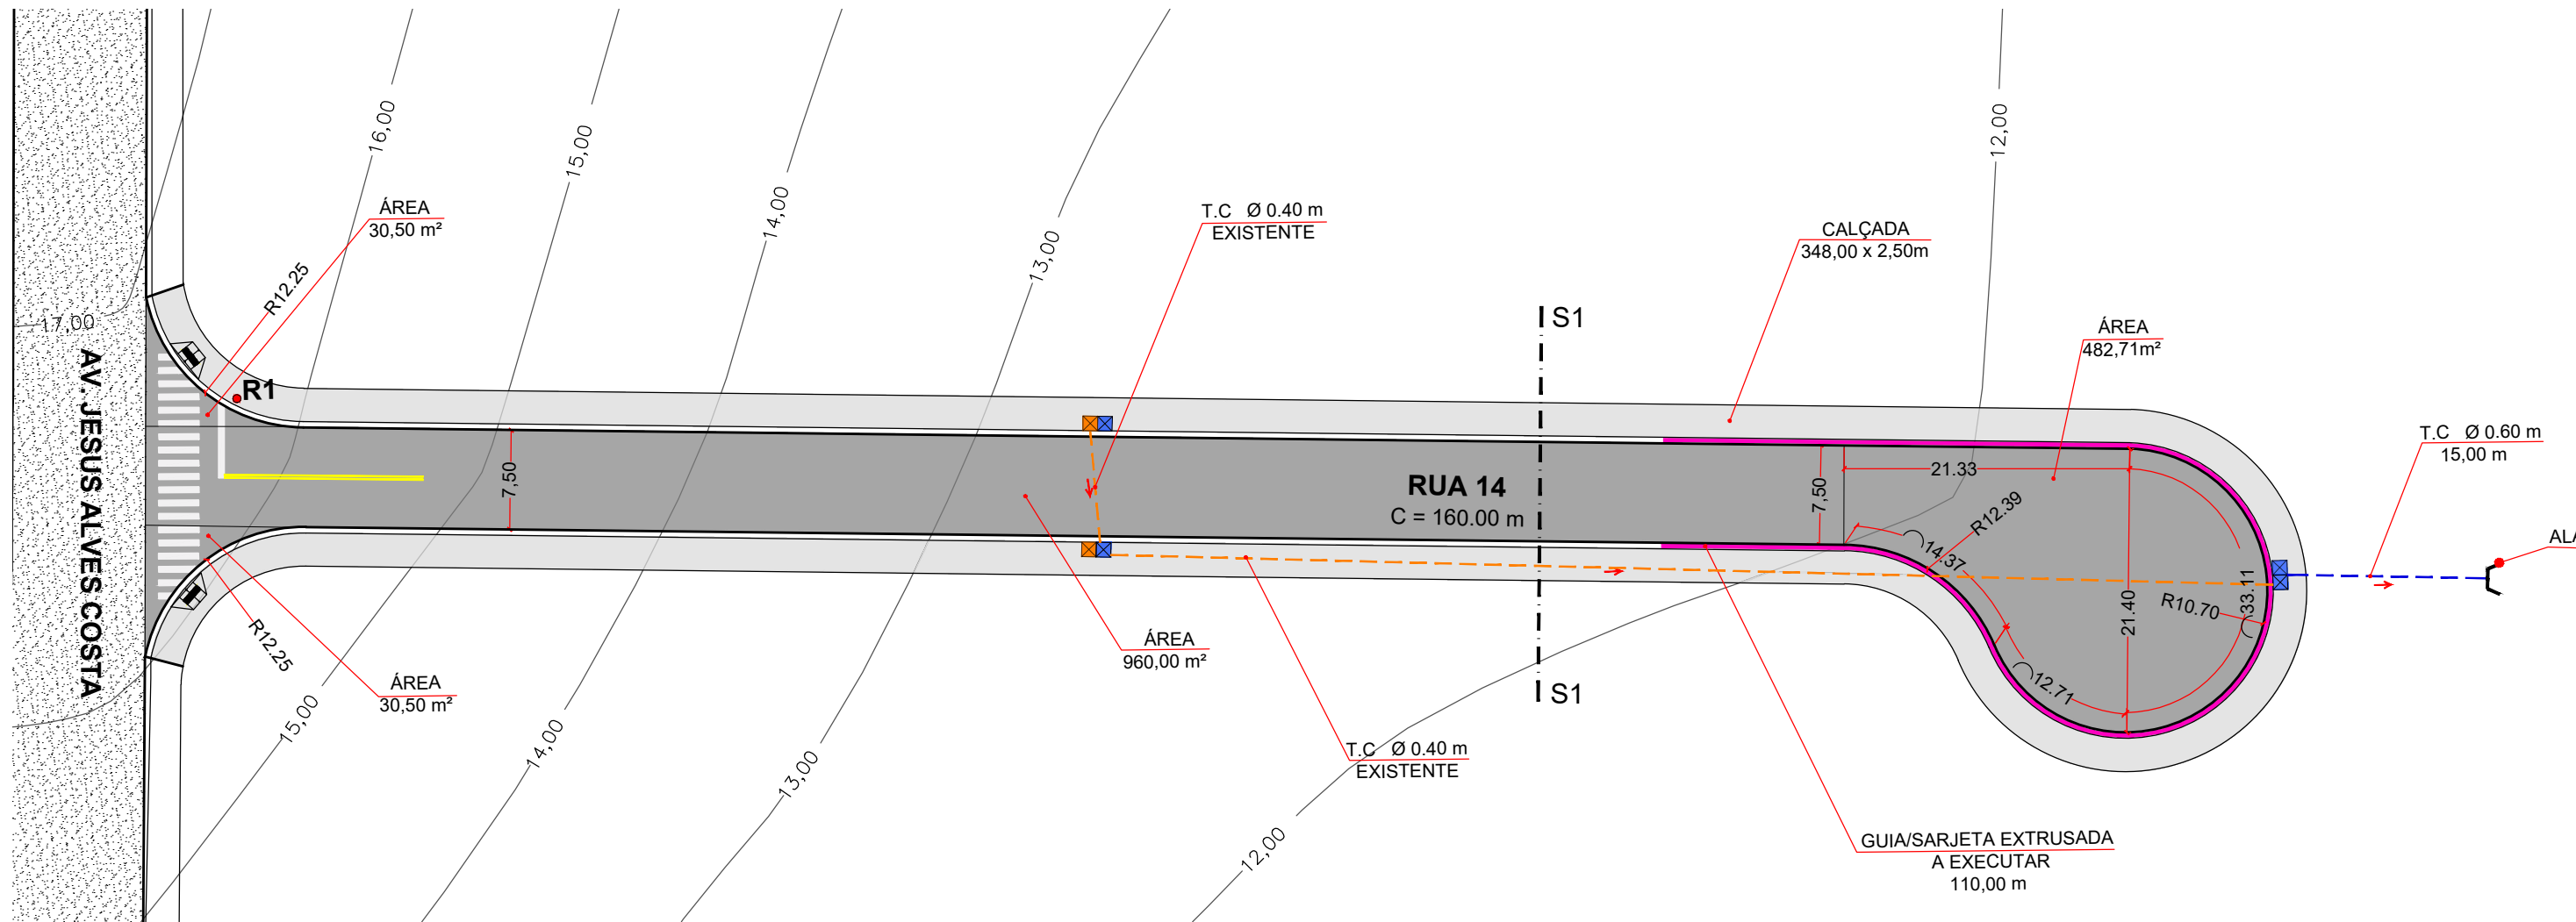 16,00
15,00
14,00
13,00
12,00
ÁREA
30,50 m²
R12.25
T.C Ø 0.40 m
EXISTENTE
CALÇADA
348,00 x 2,50m
S1
ÁREA
482,71m²
17,00
AV. JESUS ALVES COSTA
R1
7,50
RUA 14
C = 160.00 m
7,50
21.33
R12.39
14.37
12.71
21.40
R10.70
33.11
T.C Ø 0.60 m
15,00 m
ALA
R12.25
ÁREA
30,50 m²
ÁREA
960,00 m²
S1
15,00
14,00
13,00
T.C Ø 0.40 m
EXISTENTE
12,00
GUIA/SARJETA EXTRUSADA
A EXECUTAR
110,00 m